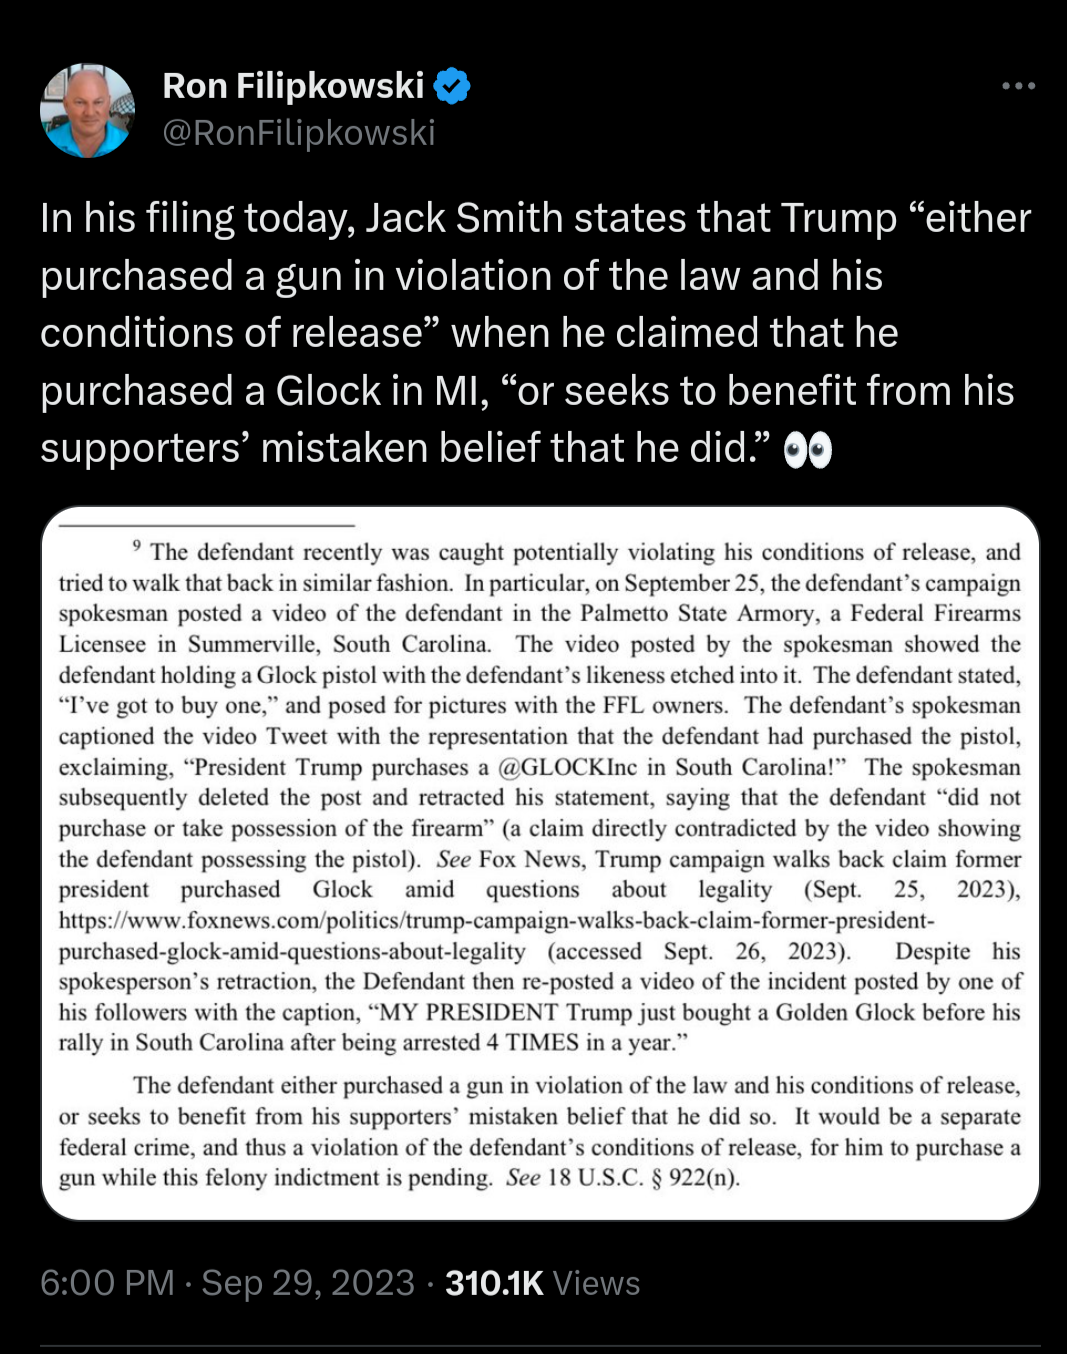 Ron Filipkowski
@RonFilipkowski
In his filing today, Jack Smith states that Trump “either
purchased a gun in violation of the law and his
conditions of release” when he claimed that he
purchased a Glock in MI, “or seeks to benefit from his
supporters’ mistaken belief that he did.” 👀
⁹ The defendant recently was caught potentially violating his conditions of release, and
tried to walk that back in similar fashion. In particular, on September 25, the defendant’s campaign
spokesman posted a video of the defendant in the Palmetto State Armory, a Federal Firearms
Licensee in Summerville, South Carolina. The video posted by the spokesman showed the
defendant holding a Glock pistol with the defendant’s likeness etched into it. The defendant stated,
“I’ve got to buy one,” and posed for pictures with the FFL owners. The defendant’s spokesman
captioned the video Tweet with the representation that the defendant had purchased the pistol,
exclaiming, “President Trump purchases a @GLOCKInc in South Carolina!” The spokesman
subsequently deleted the post and retracted his statement, saying that the defendant “did not
purchase or take possession of the firearm” (a claim directly contradicted by the video showing
the defendant possessing the pistol). See Fox News, Trump campaign walks back claim former
president purchased Glock amid questions about legality (Sept. 25, 2023),
https://www.foxnews.com/politics/trump-campaign-walks-back-claim-former-president-
purchased-glock-amid-questions-about-legality (accessed Sept. 26, 2023). Despite his
spokesperson’s retraction, the Defendant then re-posted a video of the incident posted by one of
his followers with the caption, “MY PRESIDENT Trump just bought a Golden Glock before his
rally in South Carolina after being arrested 4 TIMES in a year.”
The defendant either purchased a gun in violation of the law and his conditions of release,
or seeks to benefit from his supporters’ mistaken belief that he did so. It would be a separate
federal crime, and thus a violation of the defendant’s conditions of release, for him to purchase a
gun while this felony indictment is pending. See 18 U.S.C. § 922(n).
6:00 PM · Sep 29, 2023 · 310.1K Views